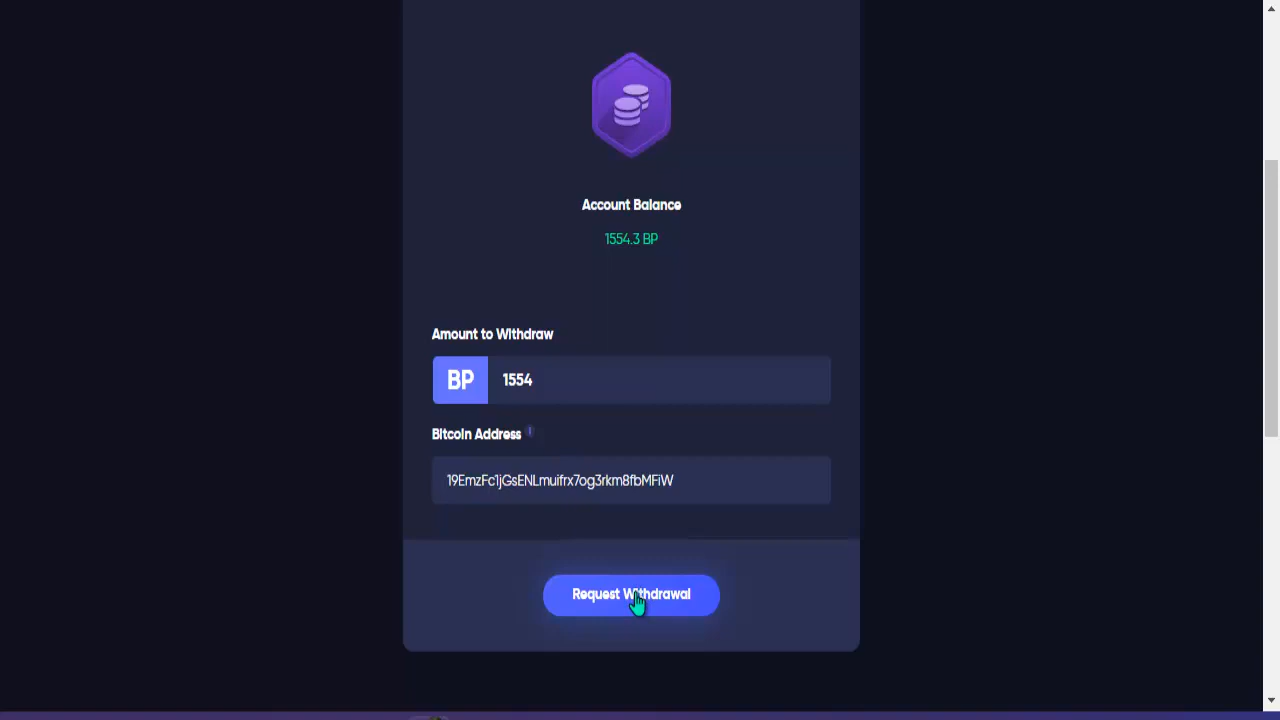 Account Balance
1554.3 BP
Amount to Withdraw
BP 1554
Bitcoin Address i
19EmzFc1jGsENLmuifrx7og3rkm8fbMFiW
Request Withdrawal